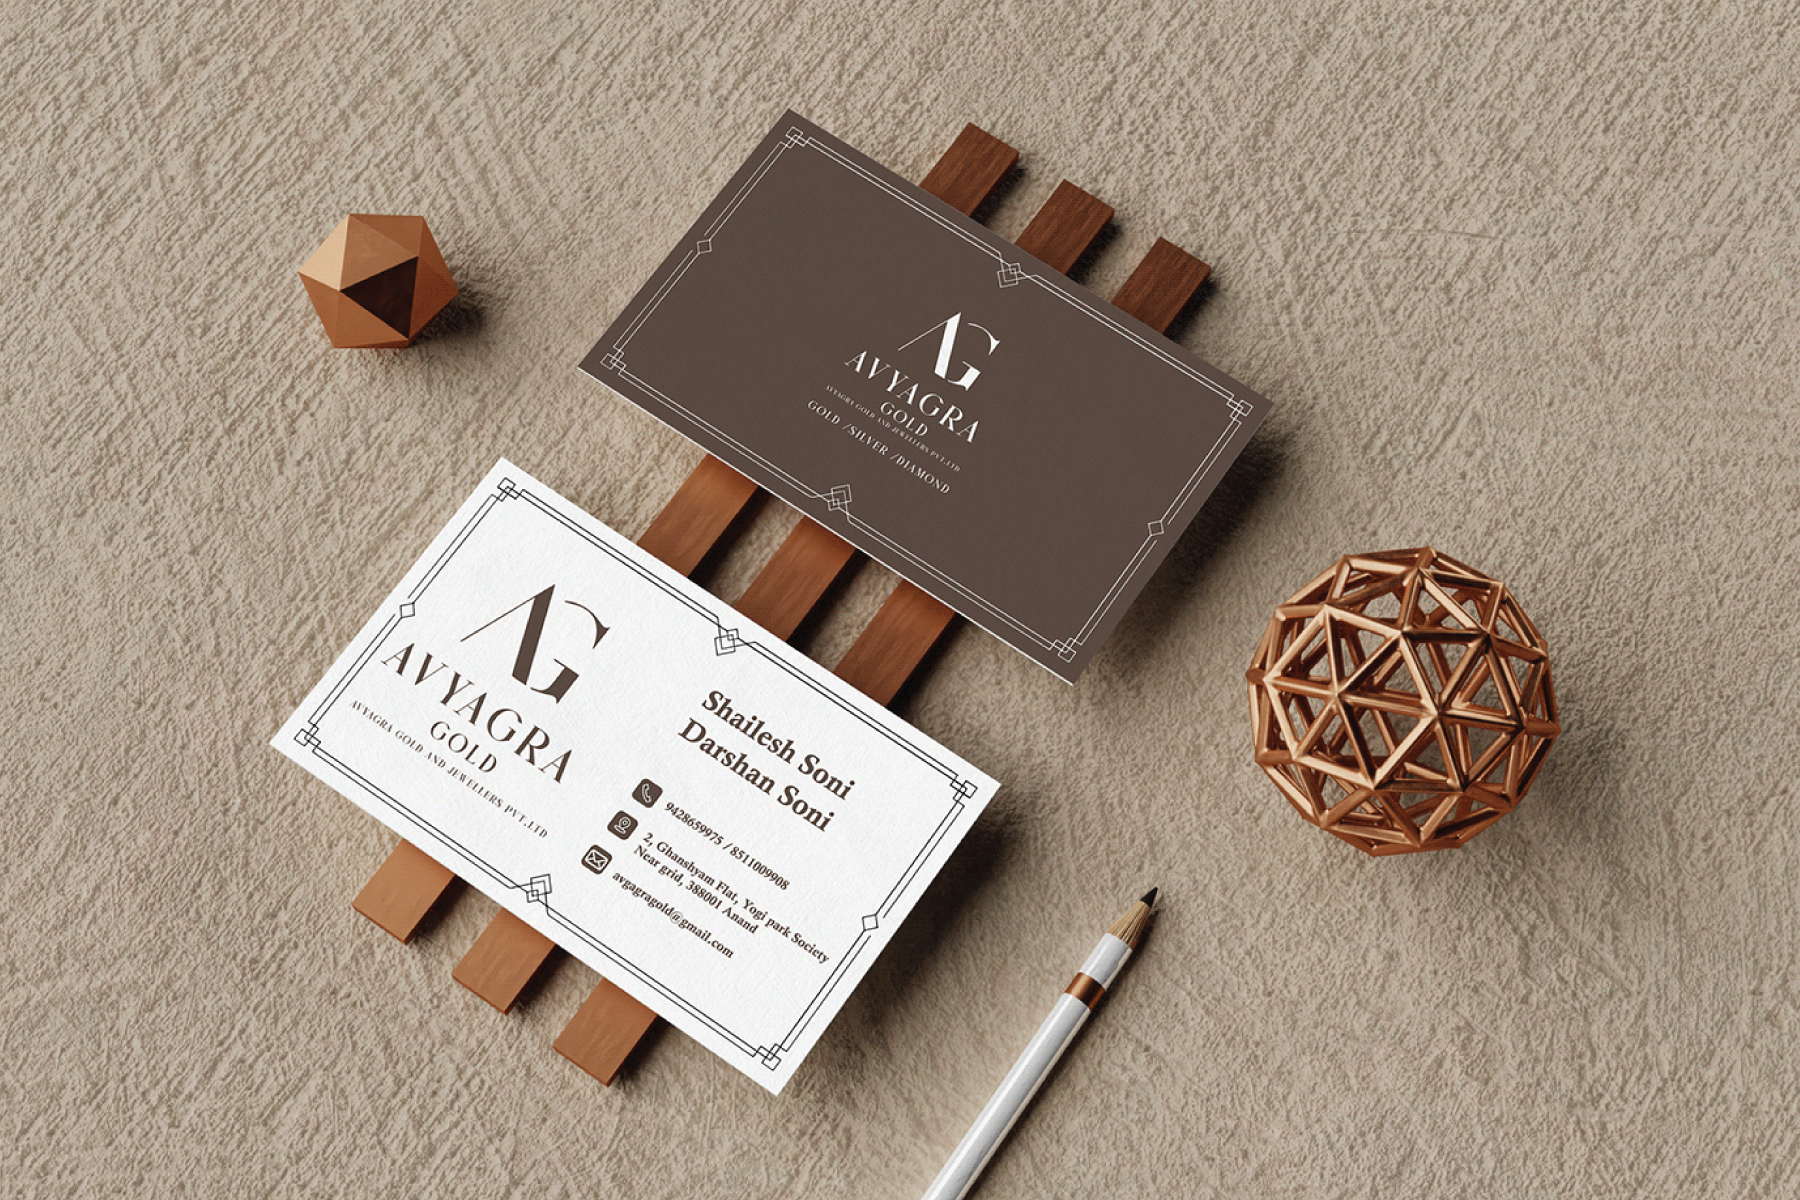 AG
AVYAGRA
GOLD
AVYAGRA GOLD AND JEWELLERS PVT.LTD
GOLD /SILVER /DIAMOND
AG
AVYAGRA
GOLD
AVYAGRA GOLD AND JEWELLERS PVT.LTD
Shailesh Soni
Darshan Soni
9428659975 / 8511009908
2, Ghanshyam Flat, Yogi park Society
Near grid, 388001 Anand
avgagragold@gmail.com